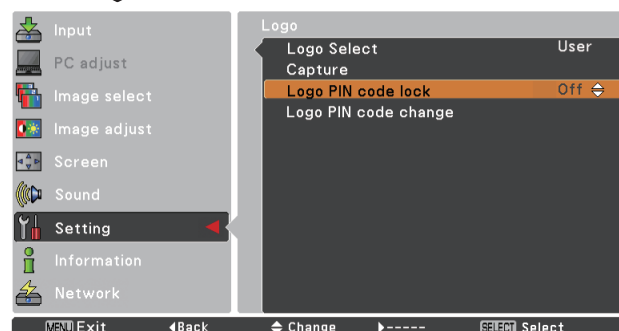 Input
PC adjust
Image select
Image adjust
Screen
Sound
Setting
Information
Network
Logo
Logo Select User
Capture
Logo PIN code lock Off
Logo PIN code change
MENU Exit Back Change ----- SELECT Select